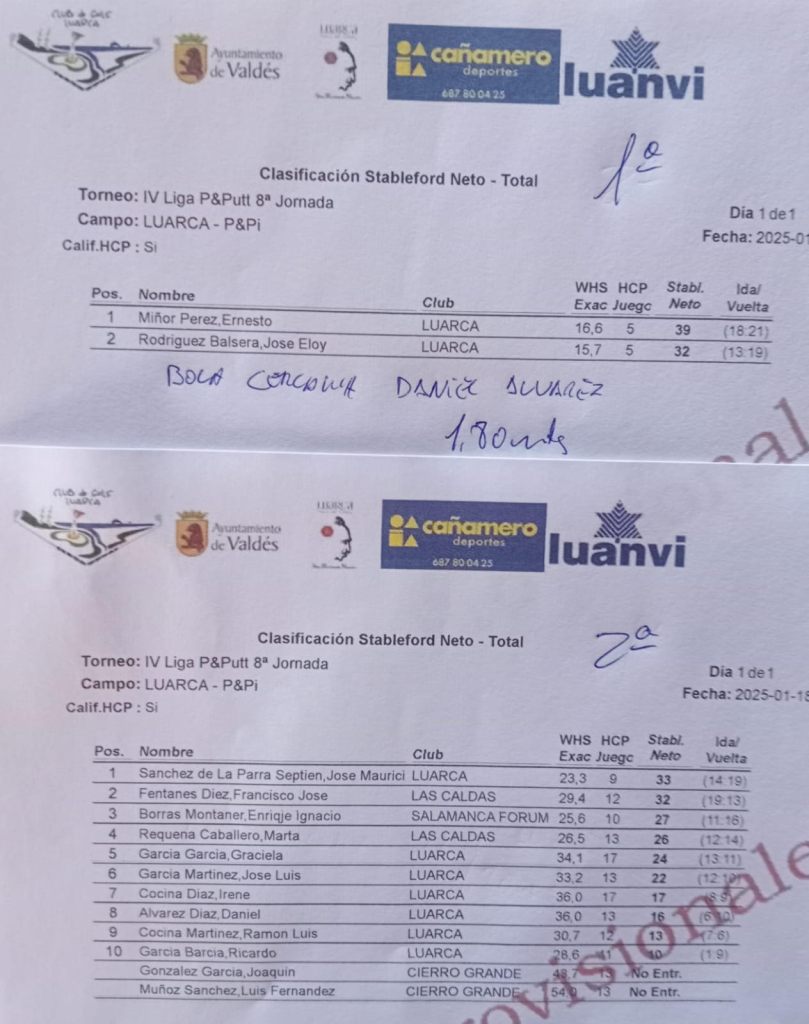 CLUB de GOLF
LUARCA
Ayuntamiento
de Valdés
cañamero
deportes
687 80 04 25
luanvi
1ª
Clasificación Stableford Neto - Total
Torneo: IV Liga P&Putt 8ª Jornada
Campo: LUARCA - P&Pi
Calif.HCP : Si
Día 1 de 1
Fecha: 2025-01
Pos. Nombre Club WHS Exac HCP Juego Stabl. Neto Ida/ Vuelta
1 Miñor Perez,Ernesto LUARCA 16,6 5 39 (18:21)
2 Rodriguez Balsera,Jose Eloy LUARCA 15,7 5 32 (13:19)
BOLA CERCANA DANIEL ALVAREZ
1,80 mts
CLUB de GOLF
LUARCA
Ayuntamiento
de Valdés
cañamero
deportes
687 80 04 25
luanvi
2ª
Clasificación Stableford Neto - Total
Torneo: IV Liga P&Putt 8ª Jornada
Campo: LUARCA - P&Pi
Calif.HCP : Si
Día 1 de 1
Fecha: 2025-01-18
Pos. Nombre Club WHS Exac HCP Juego Stabl. Neto Ida/ Vuelta
1 Sanchez de La Parra Septien,Jose Maurici LUARCA 23,3 9 33 (14:19)
2 Fentanes Diez,Francisco Jose LAS CALDAS 29,4 12 32 (19:13)
3 Borras Montaner,Enriqje Ignacio SALAMANCA FORUM 25,6 10 27 (11:16)
4 Requena Caballero,Marta LAS CALDAS 26,5 13 26 (12:14)
5 Garcia Garcia,Graciela LUARCA 34,1 17 24 (13:11)
6 Garcia Martinez,Jose Luis LUARCA 33,2 13 22 (12:10)
7 Cocina Diaz,Irene LUARCA 36,0 17 17 (8:9)
8 Alvarez Diaz,Daniel LUARCA 36,0 13 16 (6:10)
9 Cocina Martinez,Ramon Luis LUARCA 30,7 12 13 (7:6)
10 Garcia Barcia,Ricardo LUARCA 28,6 11 10 (1:9)
Gonzalez Garcia,Joaquin CIERRO GRANDE 48,7 13 No Entr.
Muñoz Sanchez,Luis Fernandez CIERRO GRANDE 54,0 13 No Entr.